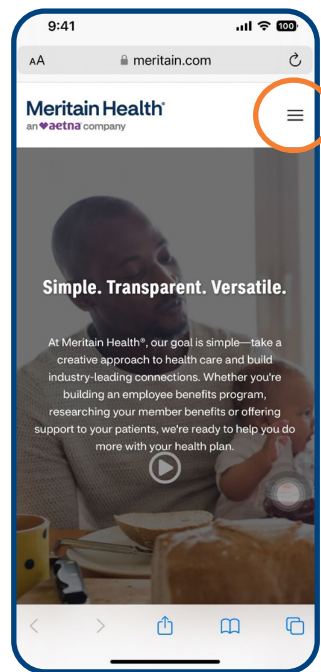 9:41
100
AA
meritain.com
Meritain Health®
an aetna company
Simple. Transparent. Versatile.
At Meritain Health®, our goal is simple—take a
creative approach to health care and build
industry-leading connections. Whether you're
building an employee benefits program,
researching your member benefits or offering
support to your patients, we're ready to help you do
more with your health plan.